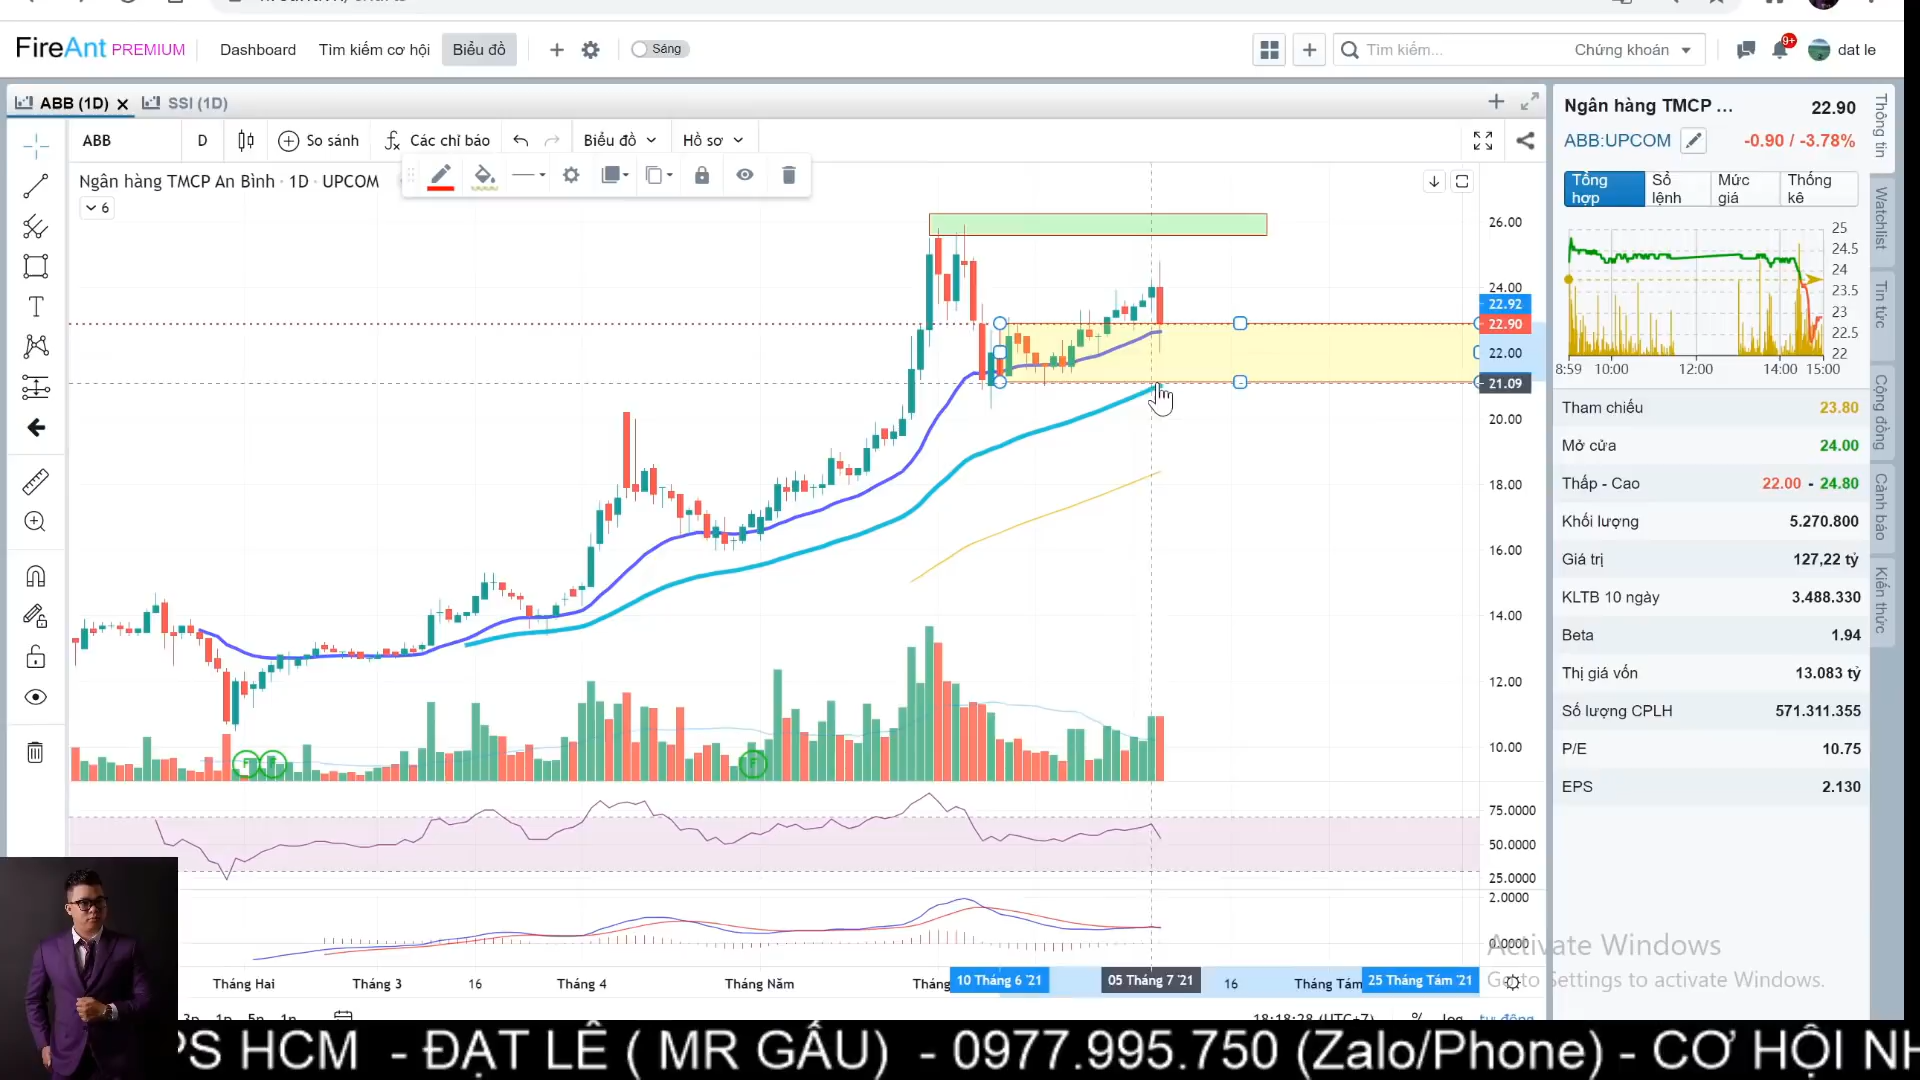 FireAnt PREMIUM
Dashboard
Tìm kiếm cơ hội
Biểu đồ
Sáng
Tìm kiếm...
Chứng khoán
9+
dat le
ABB (1D)
SSI (1D)
ABB
D
So sánh
Các chỉ báo
Biểu đồ
Hồ sơ
Ngân hàng TMCP An Bình · 1D · UPCOM
6
26.00
24.00
22.92
22.90
22.00
21.09
20.00
18.00
16.00
14.00
12.00
10.00
F
F
F
75.0000
50.0000
25.0000
2.0000
0.0000
Tháng Hai
Tháng 3
16
Tháng 4
Tháng Năm
Tháng
10 Tháng 6 '21
05 Tháng 7 '21
16
Tháng Tám
25 Tháng Tám '21
18:18:28 (UTC+7)
%
log
tự động
Ngân hàng TMCP ...
22.90
ABB:UPCOM
-0.90 / -3.78%
Tổng hợp
Sổ lệnh
Mức giá
Thống kê
25
24.5
24
23.5
23
22.5
22
8:59
10:00
12:00
14:00
15:00
Tham chiếu 23.80
Mở cửa 24.00
Thấp - Cao 22.00 - 24.80
Khối lượng 5.270.800
Giá trị 127,22 tỷ
KLTB 10 ngày 3.488.330
Beta 1.94
Thị giá vốn 13.083 tỷ
Số lượng CPLH 571.311.355
P/E 10.75
EPS 2.130
Thông tin
Watchlist
Tin tức
Cộng đồng
Cảnh báo
Kiến thức
Activate Windows
Go to Settings to activate Windows.
PS HCM - ĐẠT LÊ ( MR GẤU) - 0977.995.750 (Zalo/Phone) - CƠ HỘI NH